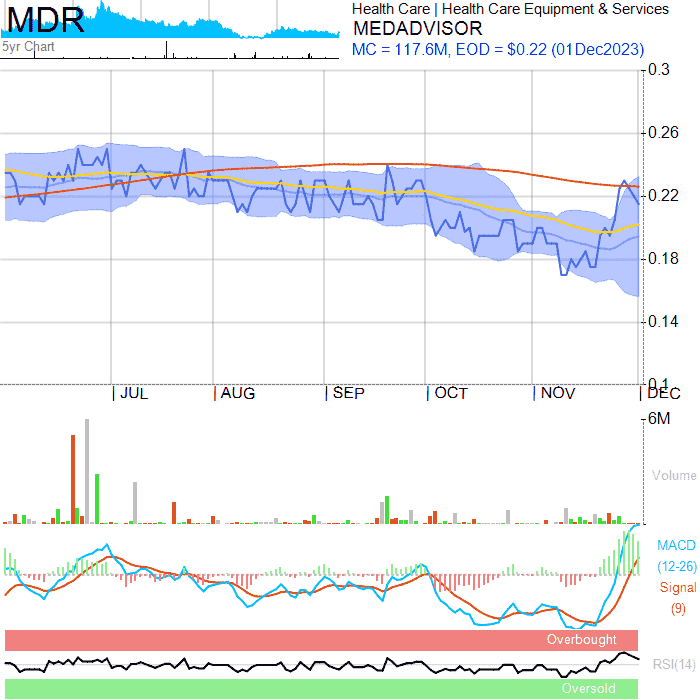 MDR
Health Care | Health Care Equipment & Services
MEDADVISOR
5yr Chart
MC = 117.6M, EOD = $0.22 (01Dec2023)
0.3
0.26
0.22
0.18
0.14
0.1
JUL AUG SEP OCT NOV DEC
6M
Volume
MACD
(12-26)
Signal
(9)
Overbought
RSI(14)
Oversold